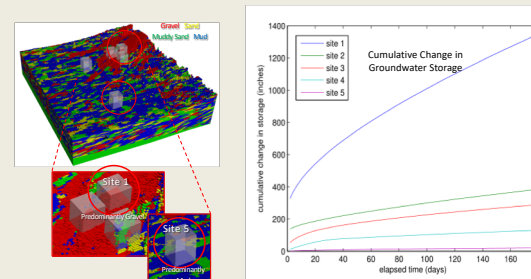 Gravel Sand
Muddy Sand Mud
Site 1
Predominantly Gravel
Site 5
Predominantly
Cumulative Change in
Groundwater Storage
site 1
site 2
site 3
site 4
site 5
cumulative change in storage (inches)
1400
1200
1000
800
600
400
200
0
0 20 40 60 80 100 120 140 160
elapsed time (days)